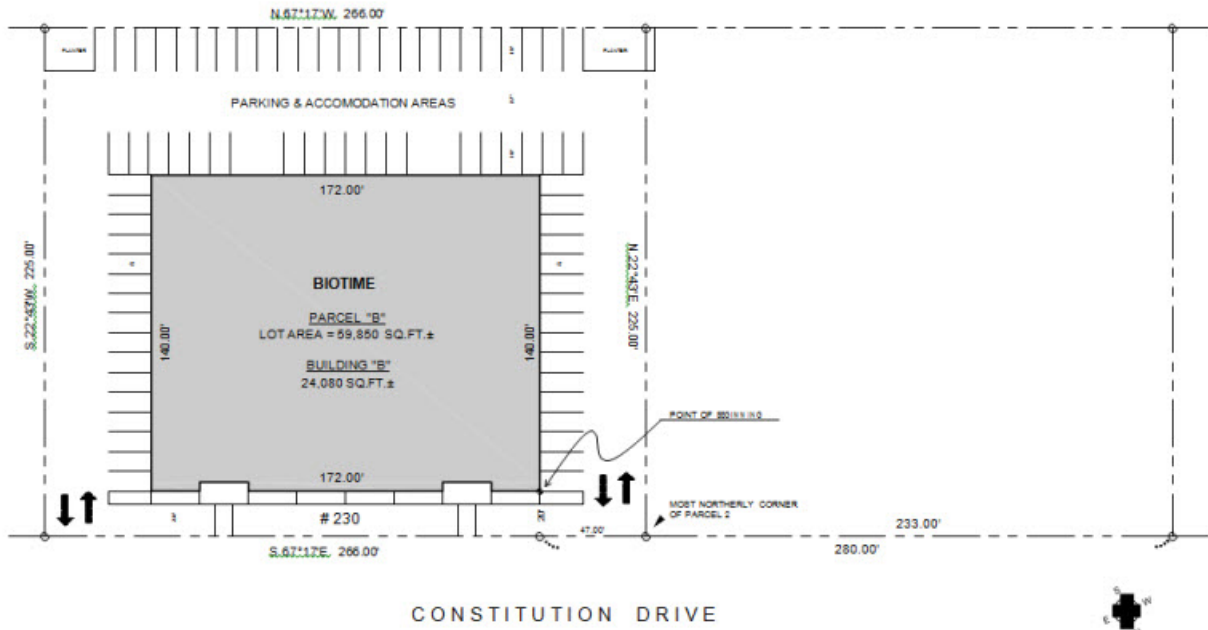 N 67°17'W 266.00'
PLANTER
PLANTER
PARKING & ACCOMODATION AREAS
172.00'
S 22°43'W 225.00'
140.00'
BIOTIME
PARCEL "B"
LOT AREA = 59,850 SQ.FT.±
BUILDING "B"
24,080 SQ.FT.±
140.00'
N 22°43'E 225.00'
POINT OF BEGINNING
172.00'
MOST NORTHERLY CORNER
OF PARCEL 2
# 230
47.00'
233.00'
280.00'
S 67°17'E 266.00'
CONSTITUTION DRIVE
S
W
E